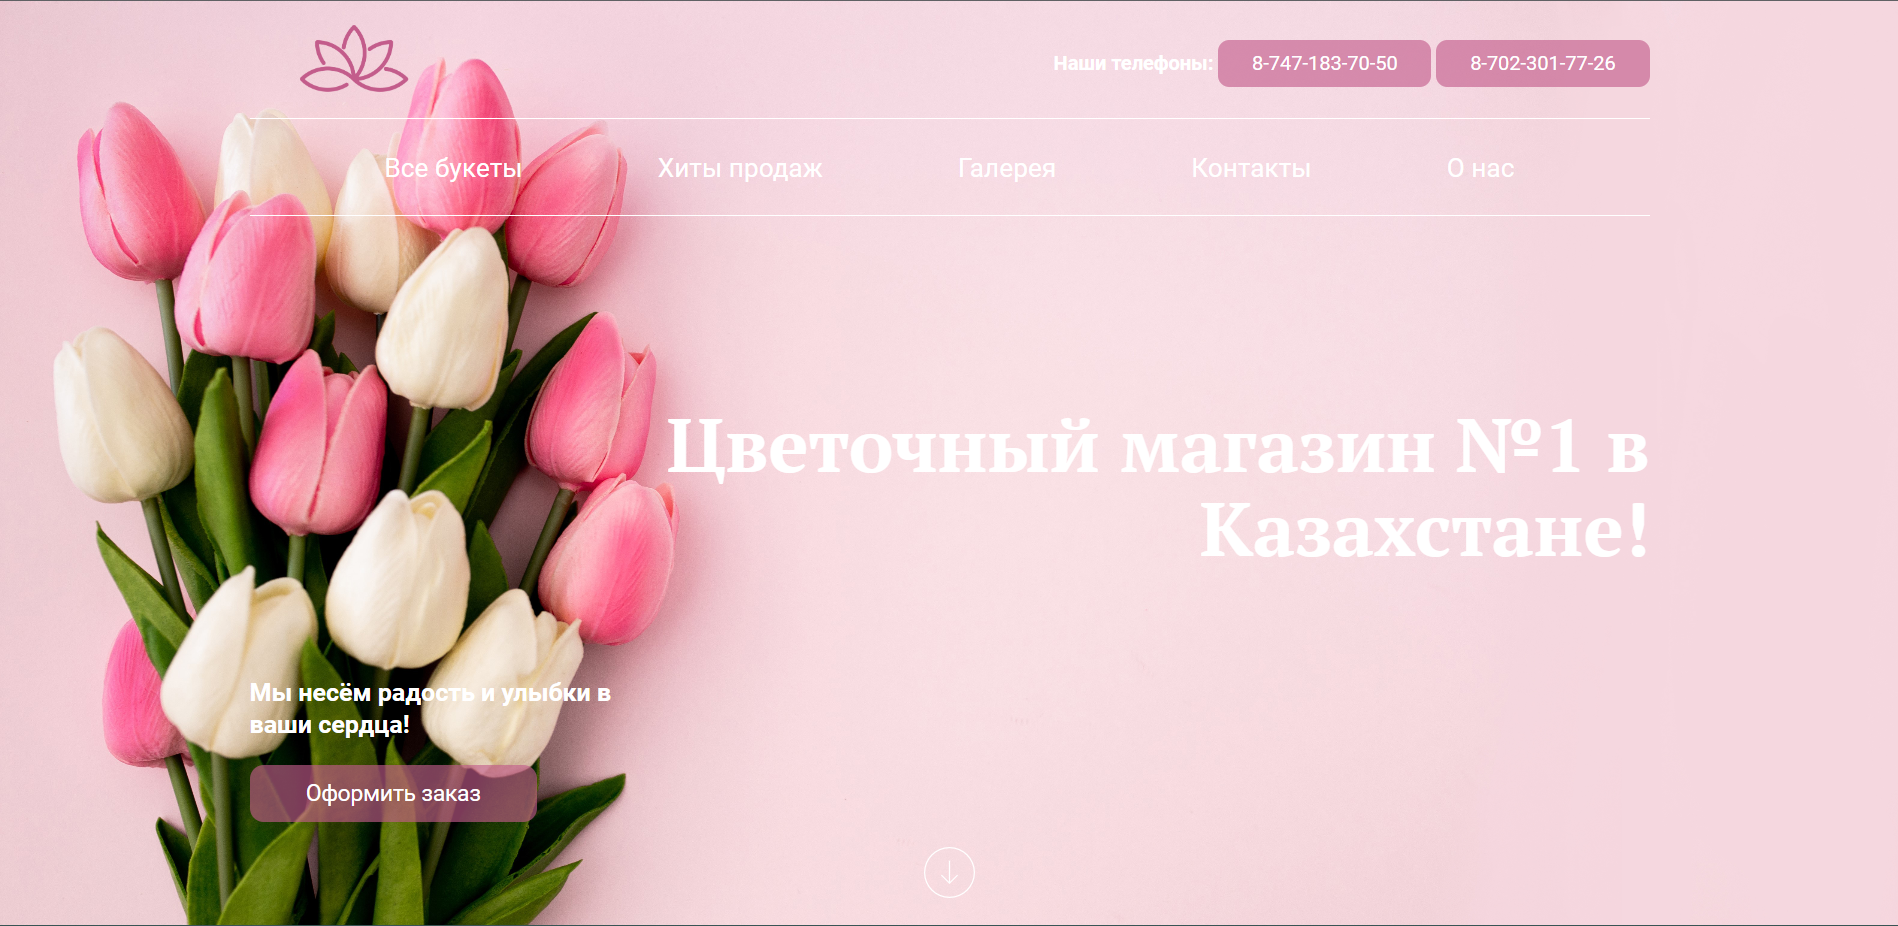 Наши телефоны: 8-747-183-70-50 8-702-301-77-26
Все букеты Хиты продаж Галерея Контакты О нас
Цветочный магазин №1 в
Казахстане!
Мы несём радость и улыбки в
ваши сердца!
Оформить заказ